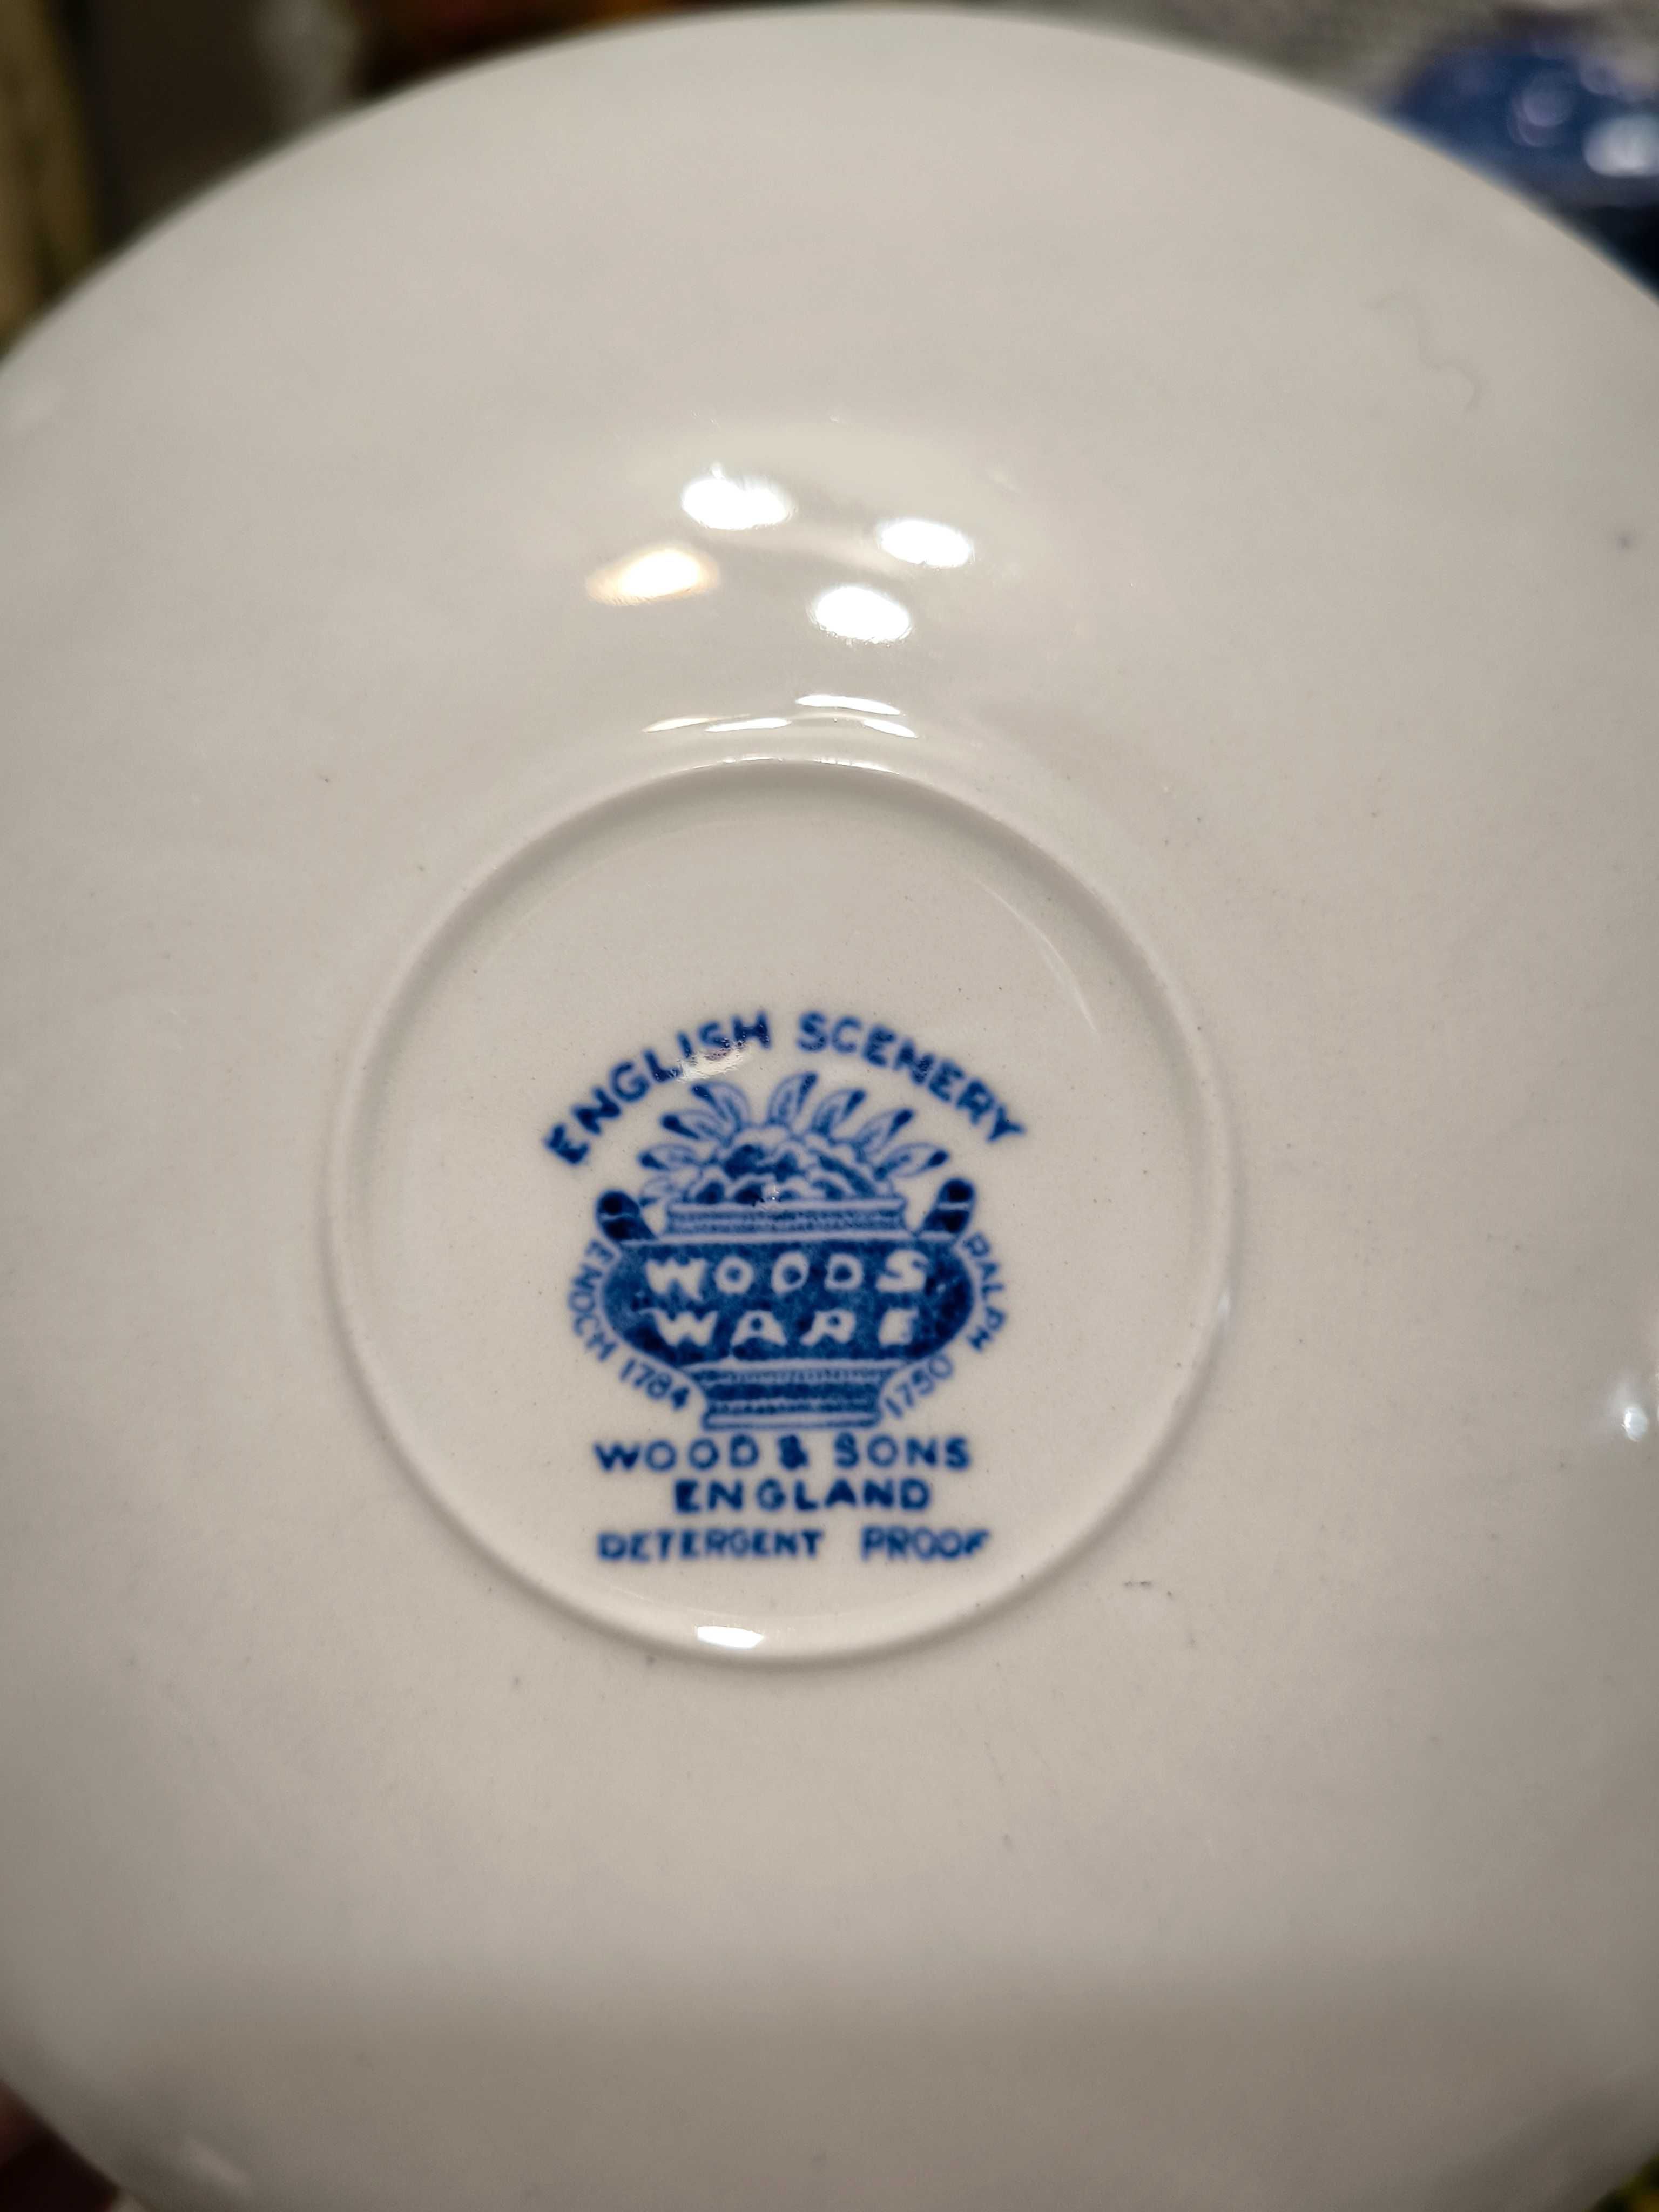 ENGLISH SCENERY
WOODS
WARE
ENOCH 1784
RALPH 1750
WOOD & SONS
ENGLAND
DETERGENT PROOF